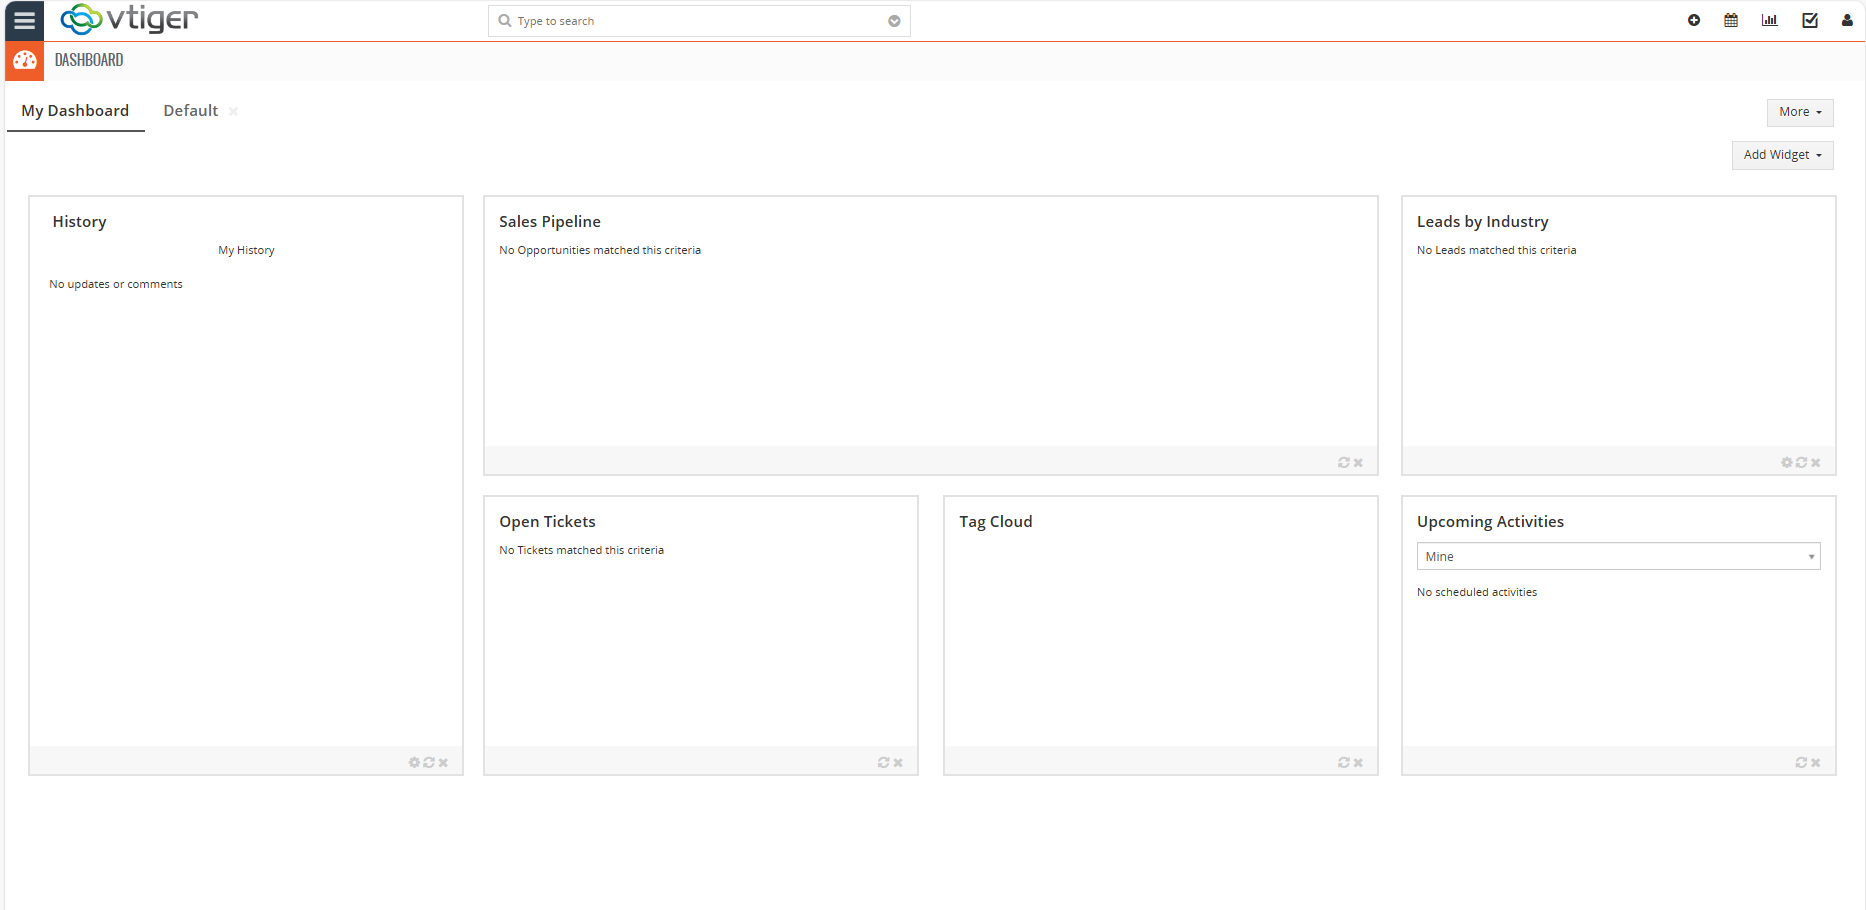 vtiger
Type to search
DASHBOARD
My Dashboard
Default
More
Add Widget
History
My History
No updates or comments
Sales Pipeline
No Opportunities matched this criteria
Leads by Industry
No Leads matched this criteria
Open Tickets
No Tickets matched this criteria
Tag Cloud
Upcoming Activities
Mine
No scheduled activities